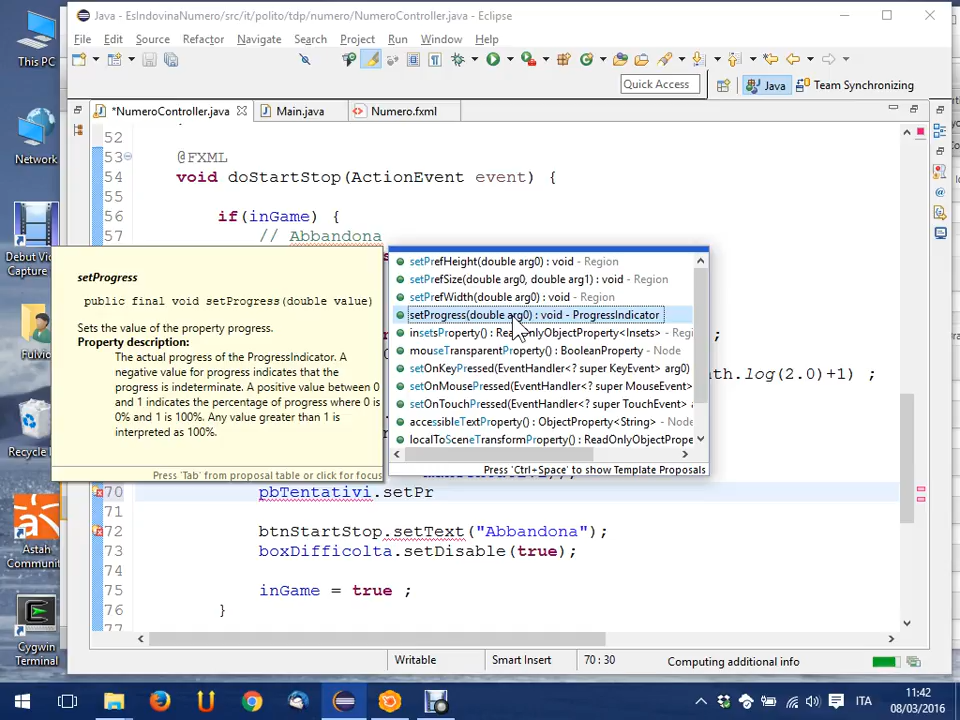 Java - EsIndovinaNumero/src/it/polito/tdp/numero/NumeroController.java - Eclipse
File Edit Source Refactor Navigate Search Project Run Window Help
Quick Access
Java
Team Synchronizing
*NumeroController.java
Main.java
Numero.fxml
52
53 @FXML
54 void doStartStop(ActionEvent event) {
55
56 if(inGame) {
57 // Abbandona
setProgress
public final void setProgress(double value)
Sets the value of the property progress.
Property description:
The actual progress of the ProgressIndicator. A
negative value for progress indicates that the
progress is indeterminate. A positive value between 0
and 1 indicates the percentage of progress where 0 is
0% and 1 is 100%. Any value greater than 1 is
interpreted as 100%.
Press 'Tab' from proposal table or click for focus
setPrefHeight(double arg0) : void - Region
setPrefSize(double arg0, double arg1) : void - Region
setPrefWidth(double arg0) : void - Region
setProgress(double arg0) : void - ProgressIndicator
insetsProperty() : ReadOnlyObjectProperty<Insets> - Regi
mouseTransparentProperty() : BooleanProperty - Node
setOnKeyPressed(EventHandler<? super KeyEvent> arg0)
setOnMousePressed(EventHandler<? super MouseEvent>
setOnTouchPressed(EventHandler<? super TouchEvent> a
accessibleTextProperty() : ObjectProperty<String> - Node
localToSceneTransformProperty() : ReadOnlyObjectPrope
Press 'Ctrl+Space' to show Template Proposals
;
th.log(2.0)+1) ;
70 pbTentativi.setPr
71
72 btnStartStop.setText("Abbandona");
73 boxDifficolta.setDisable(true);
74
75 inGame = true ;
76 }
77
Writable
Smart Insert
70 : 30
Computing additional info
This PC
Network
Debut Video
Capture
Fulvio
Recycle
Astah
Communit
Cygwin
Terminal
ITA
11:42
08/03/2016